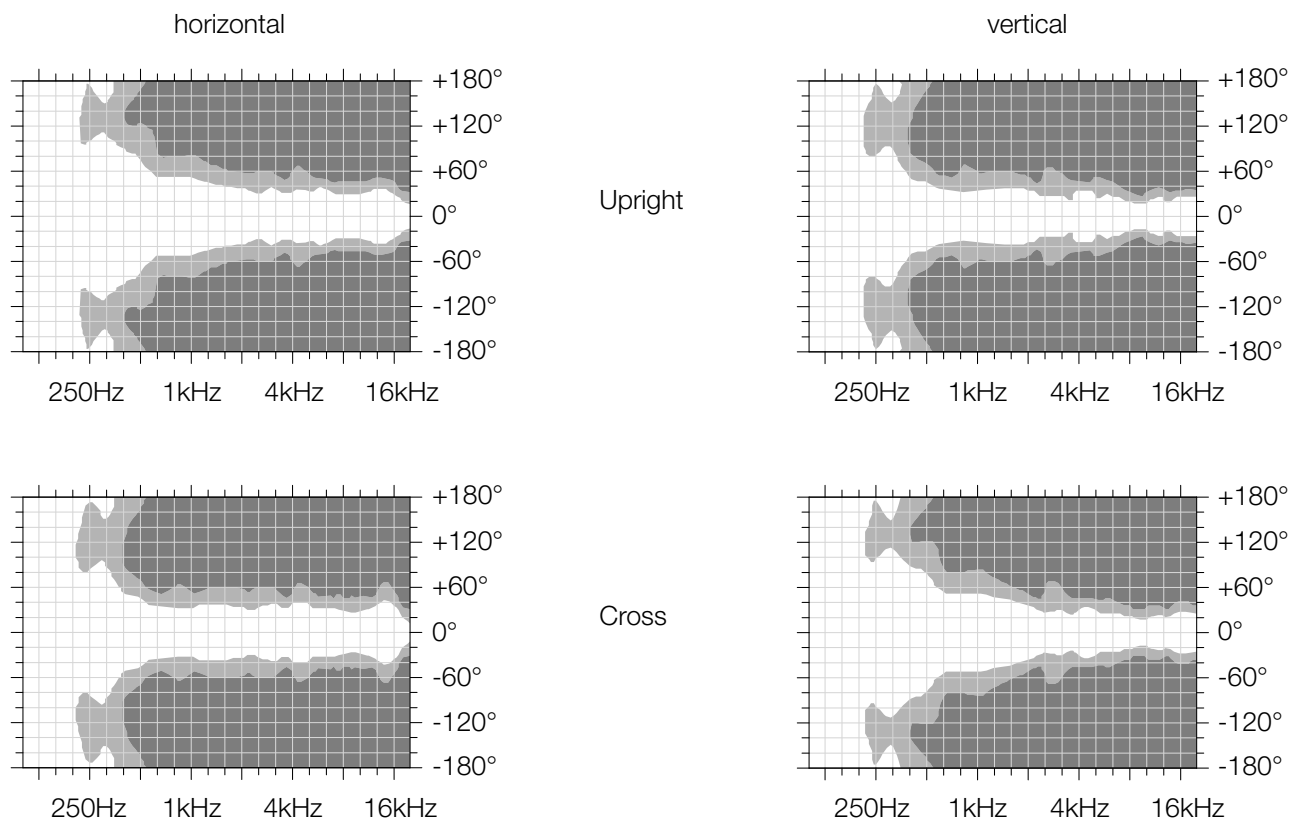 horizontal vertical
+180° +180°
+120° +120°
+60° +60°
0° Upright 0°
-60° -60°
-120° -120°
-180° -180°
250Hz 1kHz 4kHz 16kHz 250Hz 1kHz 4kHz 16kHz
+180° +180°
+120° +120°
+60° +60°
0° Cross 0°
-60° -60°
-120° -120°
-180° -180°
250Hz 1kHz 4kHz 16kHz 250Hz 1kHz 4kHz 16kHz